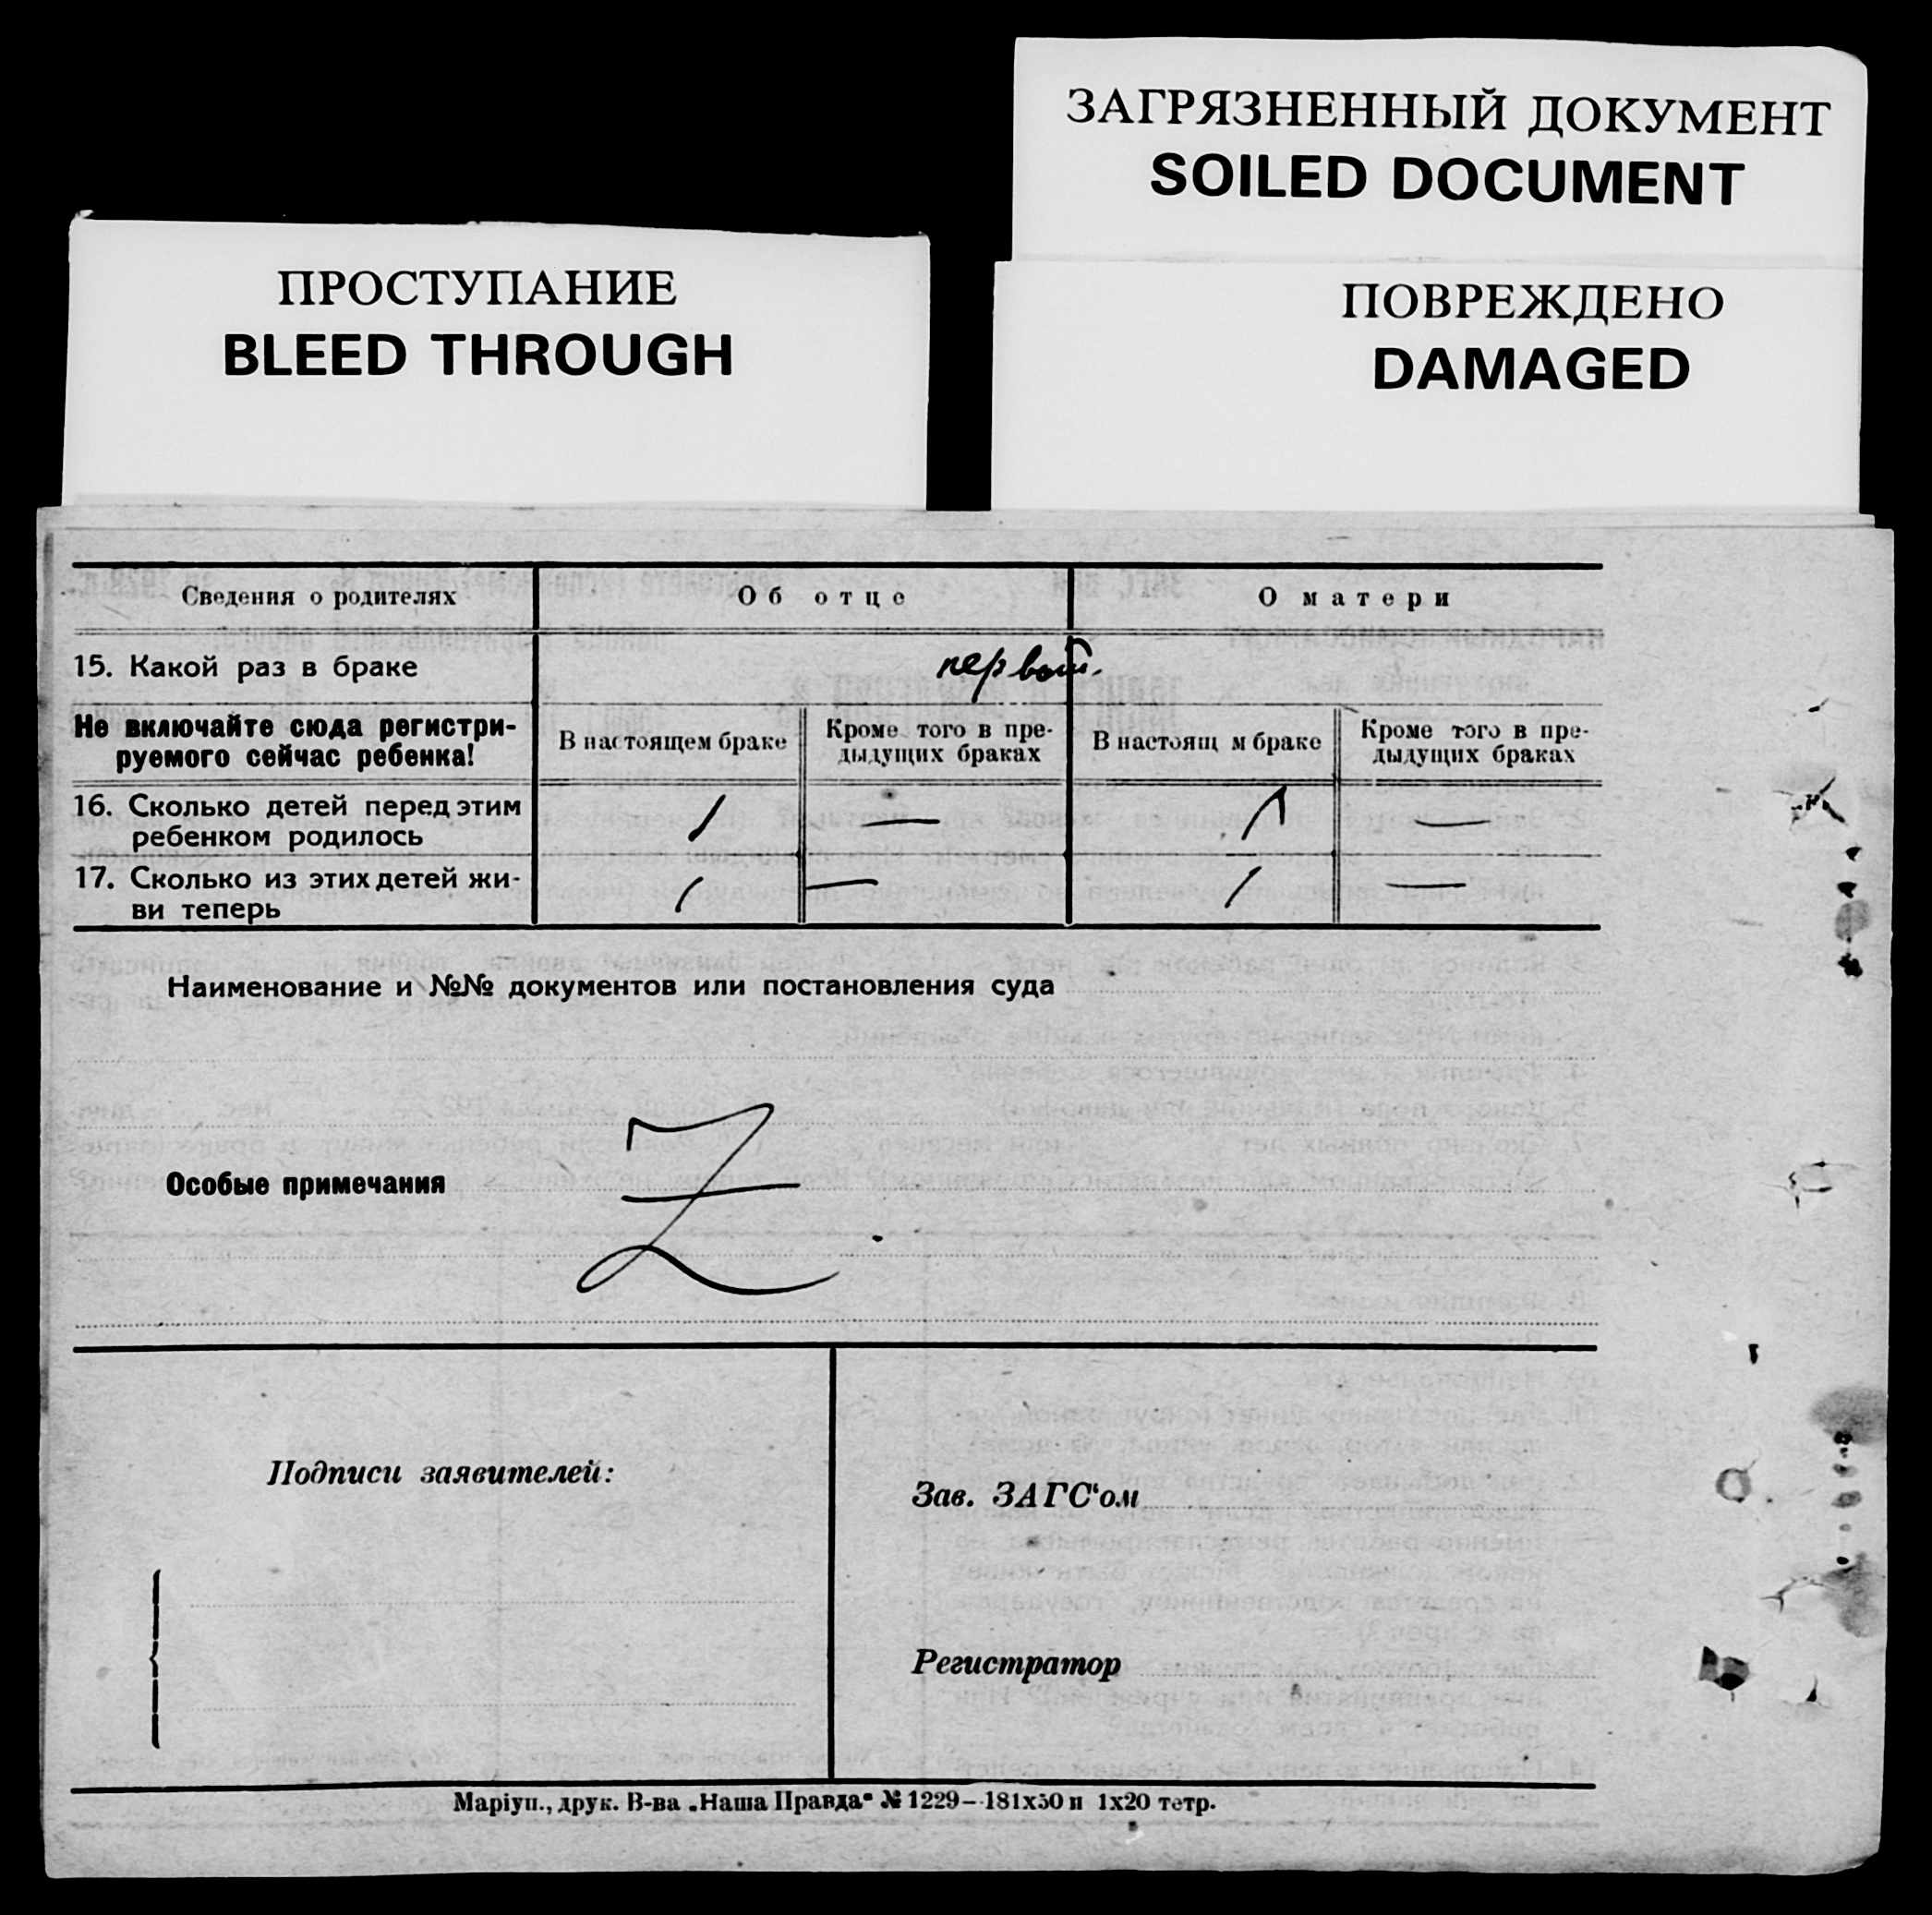 ЗАГРЯЗНЕННЫЙ ДОКУМЕНТ
SOILED DOCUMENT
ПРОСТУПАНИЕ
BLEED THROUGH
ПОВРЕЖДЕНО
DAMAGED
Сведения о родителях Об отце О матери
15. Какой раз в браке первый.
Не включайте сюда регистри-
руемого сейчас ребенка!
В настоящем браке
Кроме того в пре-
дыдущих браках
В настоящ м браке
Кроме того в пре-
дыдущих браках
16. Сколько детей перед этим
ребенком родилось
1 — 1 —
17. Сколько из этих детей жи-
ви теперь
1 — 1 —
Наименование и №№ документов или постановления суда
Особые примечания Z
Подписи заявителей:
Зав. ЗАГС‘ом
Регистратор
Маріуп., друк. В-ва „Наша Правда“ № 1229—181х50 и 1х20 тетр.